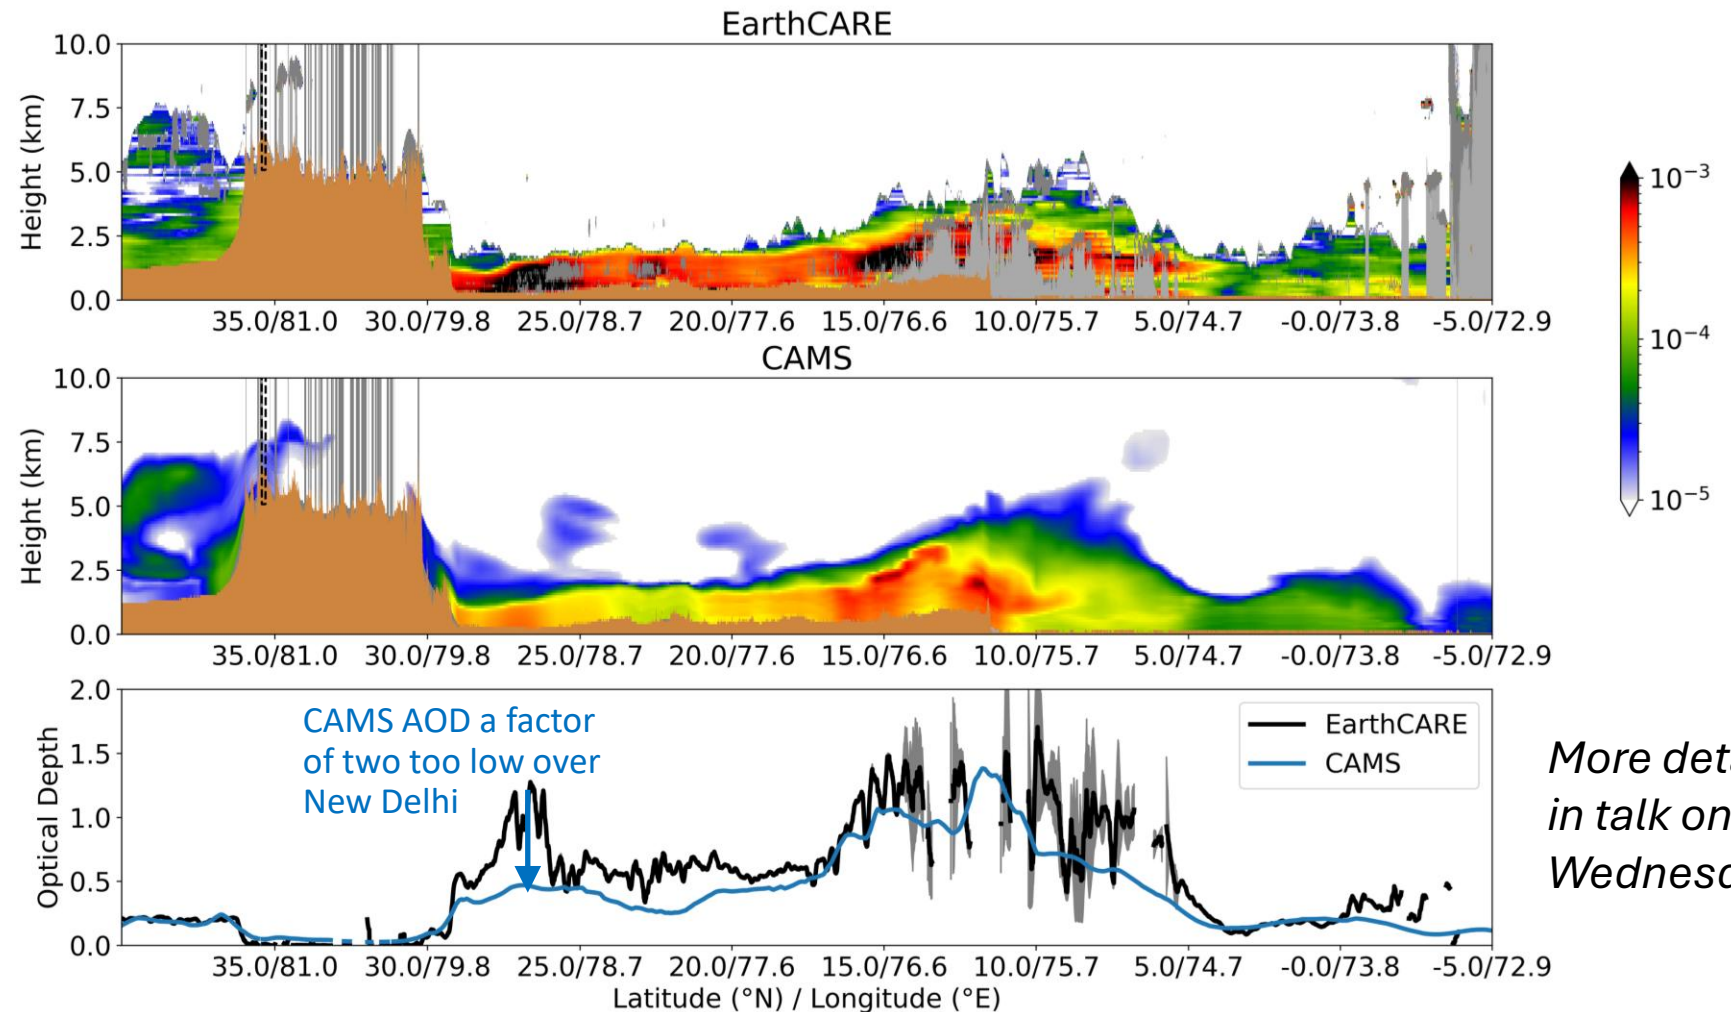 EarthCARE
10.0
7.5
5.0
2.5
0.0
Height (km)
35.0/81.0 30.0/79.8 25.0/78.7 20.0/77.6 15.0/76.6 10.0/75.7 5.0/74.7 -0.0/73.8 -5.0/72.9
CAMS
10.0
7.5
5.0
2.5
0.0
Height (km)
35.0/81.0 30.0/79.8 25.0/78.7 20.0/77.6 15.0/76.6 10.0/75.7 5.0/74.7 -0.0/73.8 -5.0/72.9
10⁻³
10⁻⁴
10⁻⁵
2.0
1.5
1.0
0.5
0.0
Optical Depth
CAMS AOD a factor
of two too low over
New Delhi
EarthCARE
CAMS
35.0/81.0 30.0/79.8 25.0/78.7 20.0/77.6 15.0/76.6 10.0/75.7 5.0/74.7 -0.0/73.8 -5.0/72.9
Latitude (°N) / Longitude (°E)
More
in talk on